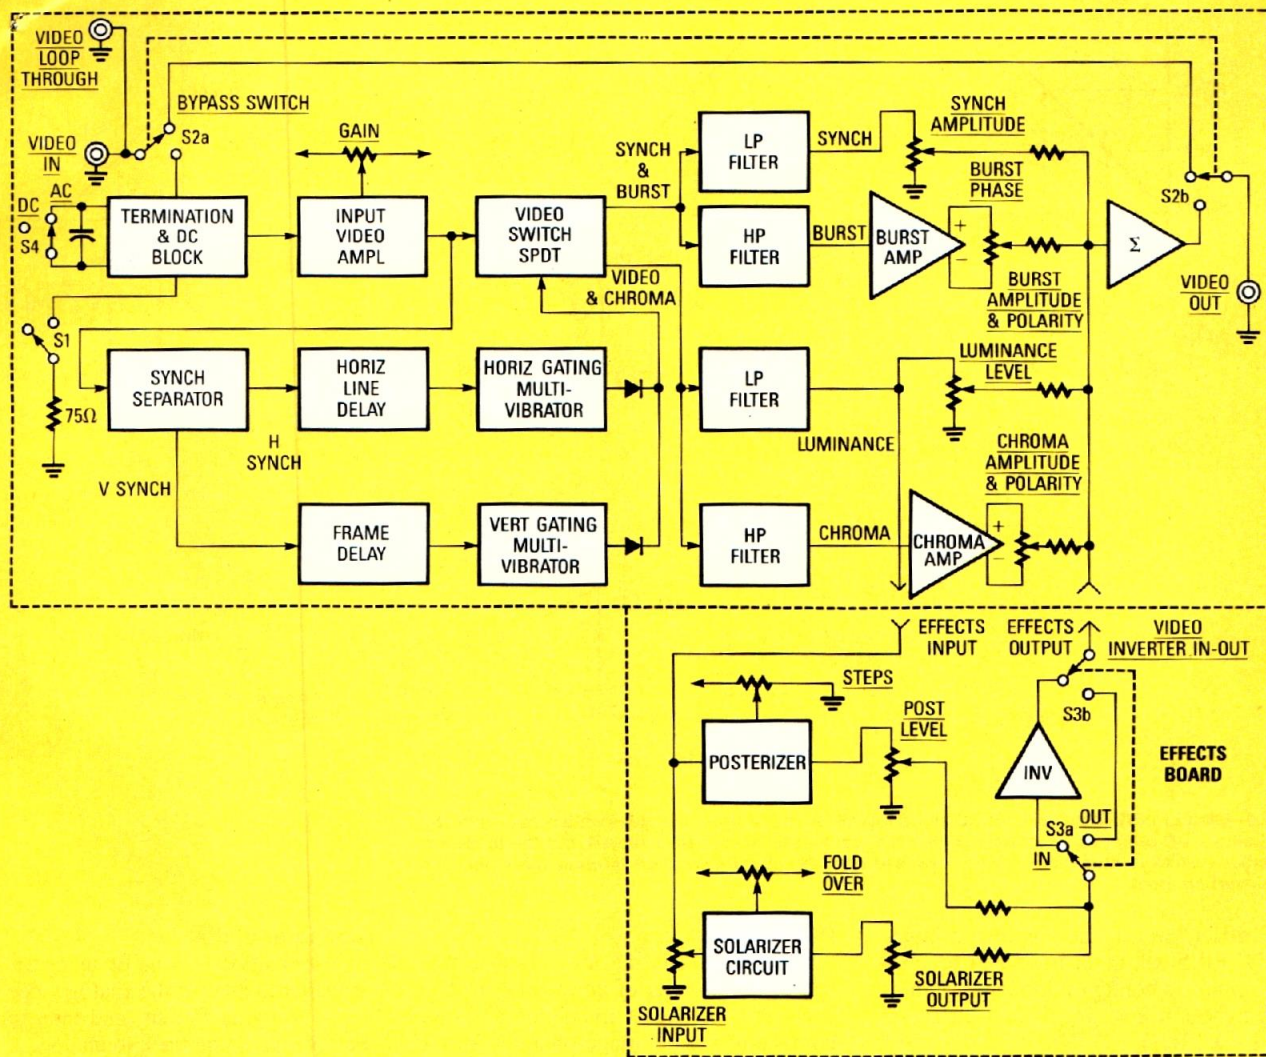 VIDEO
LOOP
THROUGH
BYPASS SWITCH
S2a
VIDEO
IN
GAIN
DC
AC
S4
TERMINATION
& DC
BLOCK
INPUT
VIDEO
AMPL
VIDEO
SWITCH
SPDT
SYNCH
&
BURST
LP
FILTER
SYNCH
SYNCH
AMPLITUDE
HP
FILTER
BURST
BURST
AMP
+
−
BURST
PHASE
BURST
AMPLITUDE
& POLARITY
Σ
S2b
VIDEO
OUT
VIDEO
& CHROMA
S1
75Ω
SYNCH
SEPARATOR
HORIZ
LINE
DELAY
HORIZ GATING
MULTI-
VIBRATOR
LP
FILTER
LUMINANCE
LEVEL
LUMINANCE
H
SYNCH
V SYNCH
FRAME
DELAY
VERT GATING
MULTI-
VIBRATOR
HP
FILTER
CHROMA
CHROMA
AMP
+
−
CHROMA
AMPLITUDE
& POLARITY
EFFECTS
INPUT
EFFECTS
OUTPUT
VIDEO
INVERTER IN-OUT
STEPS
POSTERIZER
POST
LEVEL
S3b
INV
EFFECTS
BOARD
S3a
OUT
IN
FOLD
OVER
SOLARIZER
CIRCUIT
SOLARIZER
OUTPUT
SOLARIZER
INPUT